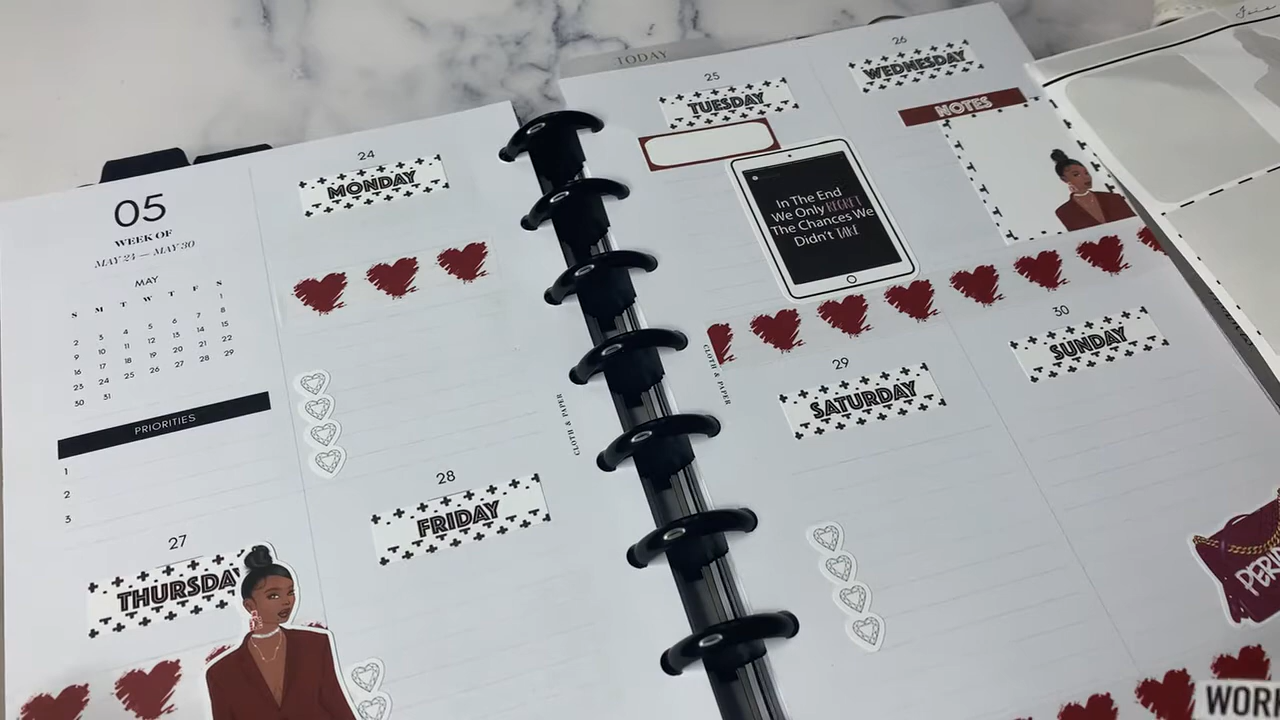 05
WEEK OF
MAY 24 — MAY 30
MAY
S M T W T F S
1
2 3 4 5 6 7 8
9 10 11 12 13 14 15
16 17 18 19 20 21 22
23 24 25 26 27 28 29
30 31
PRIORITIES
1
2
3
24
MONDAY
27
THURSDAY
28
FRIDAY
CLOTH & PAPER
TODAY
25
TUESDAY
In The End
We Only REGRET
The Chances We
Didn't TAKE
26
WEDNESDAY
NOTES
CLOTH & PAPER
29
SATURDAY
30
SUNDAY
PERI
WORK